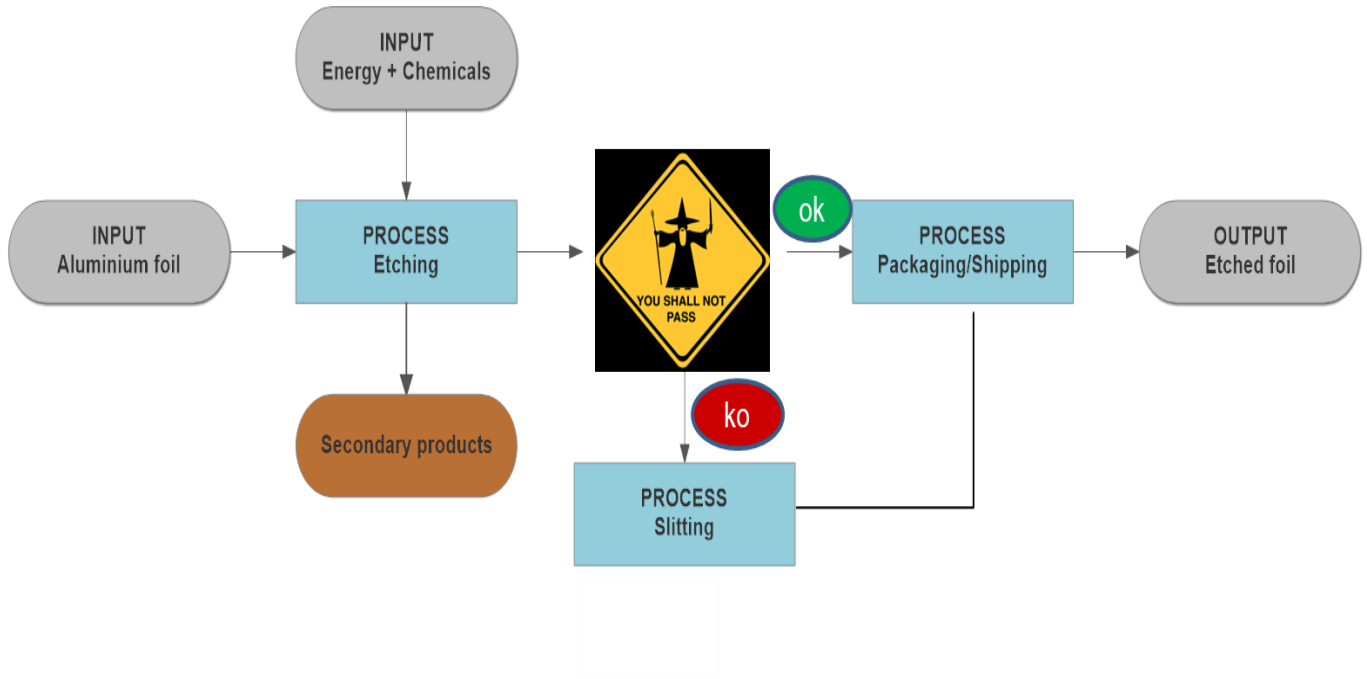 INPUT
Energy + Chemicals
INPUT
Aluminium foil
PROCESS
Etching
YOU SHALL NOT
PASS
ok
PROCESS
Packaging/Shipping
OUTPUT
Etched foil
Secondary products
ko
PROCESS
Slitting